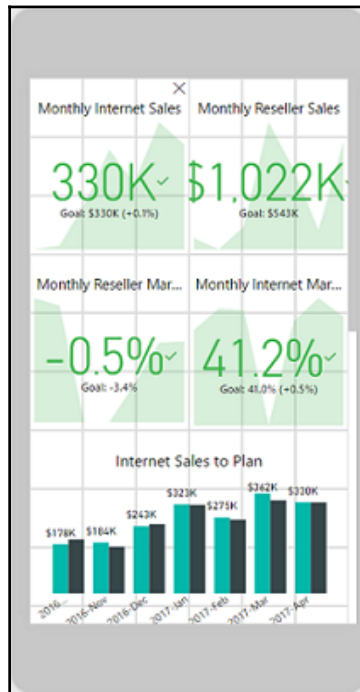 Monthly Internet Sales
Monthly Reseller Sales
330K
$1,022K
Goal: $330K (+0.1%)
Goal: $543K
Monthly Reseller Mar...
Monthly Internet Mar...
-0.5%
41.2%
Goal: -3.4%
Goal: 41.0% (+0.5%)
Internet Sales to Plan
$178K
$184K
$243K
$323K
$275K
$362K
$330K
2016 ...
2016-Nov
2016-Dec
2017-Jan
2017-Feb
2017-Mar
2017-Apr